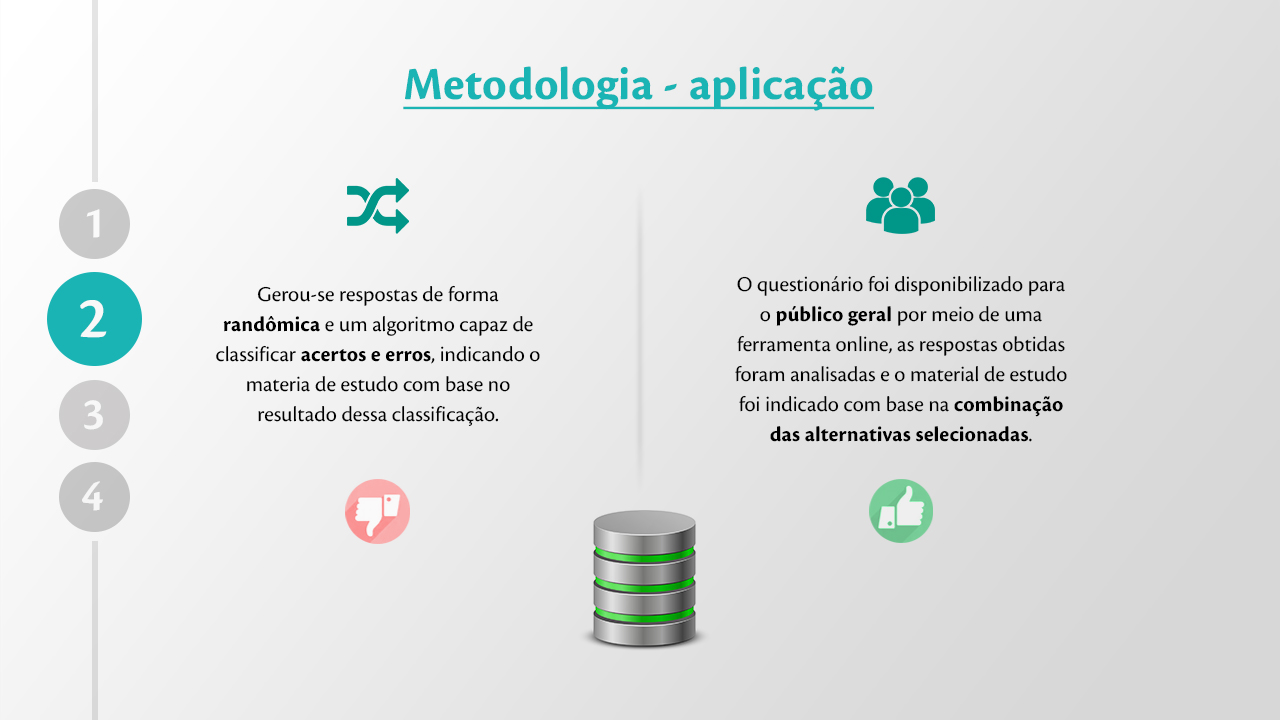 Metodologia - aplicação
1
2
3
4
Gerou-se respostas de forma
randômica e um algoritmo capaz de
classificar acertos e erros, indicando o
materia de estudo com base no
resultado dessa classificação.
O questionário foi disponibilizado para
o público geral por meio de uma
ferramenta online, as respostas obtidas
foram analisadas e o material de estudo
foi indicado com base na combinação
das alternativas selecionadas.